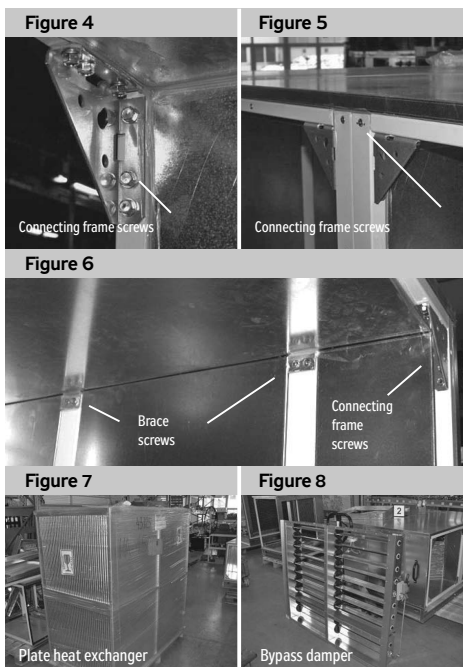 Figure 4
Figure 5
Connecting frame screws
Connecting frame screws
Figure 6
Brace
screws
Connecting
frame
screws
Figure 7
Figure 8
2
Plate heat exchanger
Bypass damper